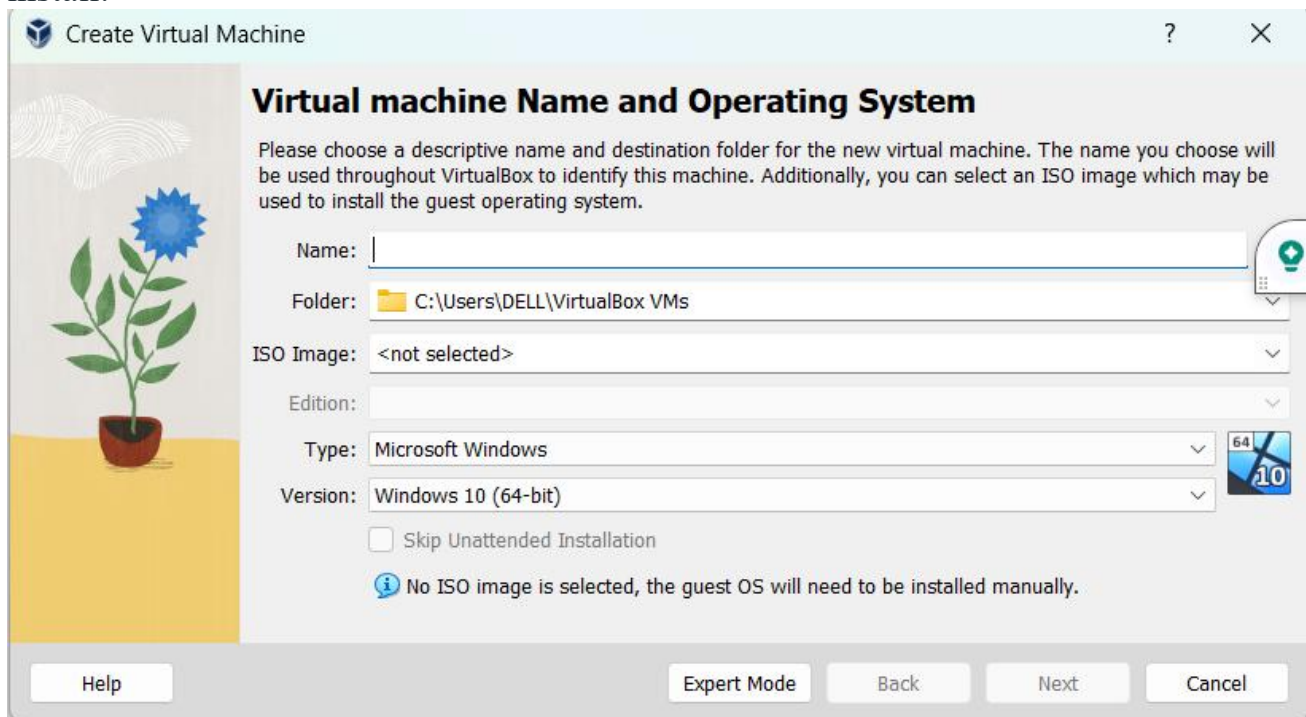 Create Virtual Machine
? 
Virtual machine Name and Operating System
Please choose a descriptive name and destination folder for the new virtual machine. The name you choose will
be used throughout VirtualBox to identify this machine. Additionally, you can select an ISO image which may be
used to install the guest operating system.
Name:
Folder: C:\Users\DELL\VirtualBox VMs
ISO Image: <not selected>
Edition:
Type: Microsoft Windows
64
10
Version: Windows 10 (64-bit)
Skip Unattended Installation
No ISO image is selected, the guest OS will need to be installed manually.
Help Expert Mode Back Next Cancel